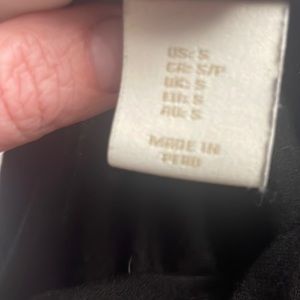 US: S
CA: S/P
UK: S
EU: S
AU: S
MADE IN
PERU